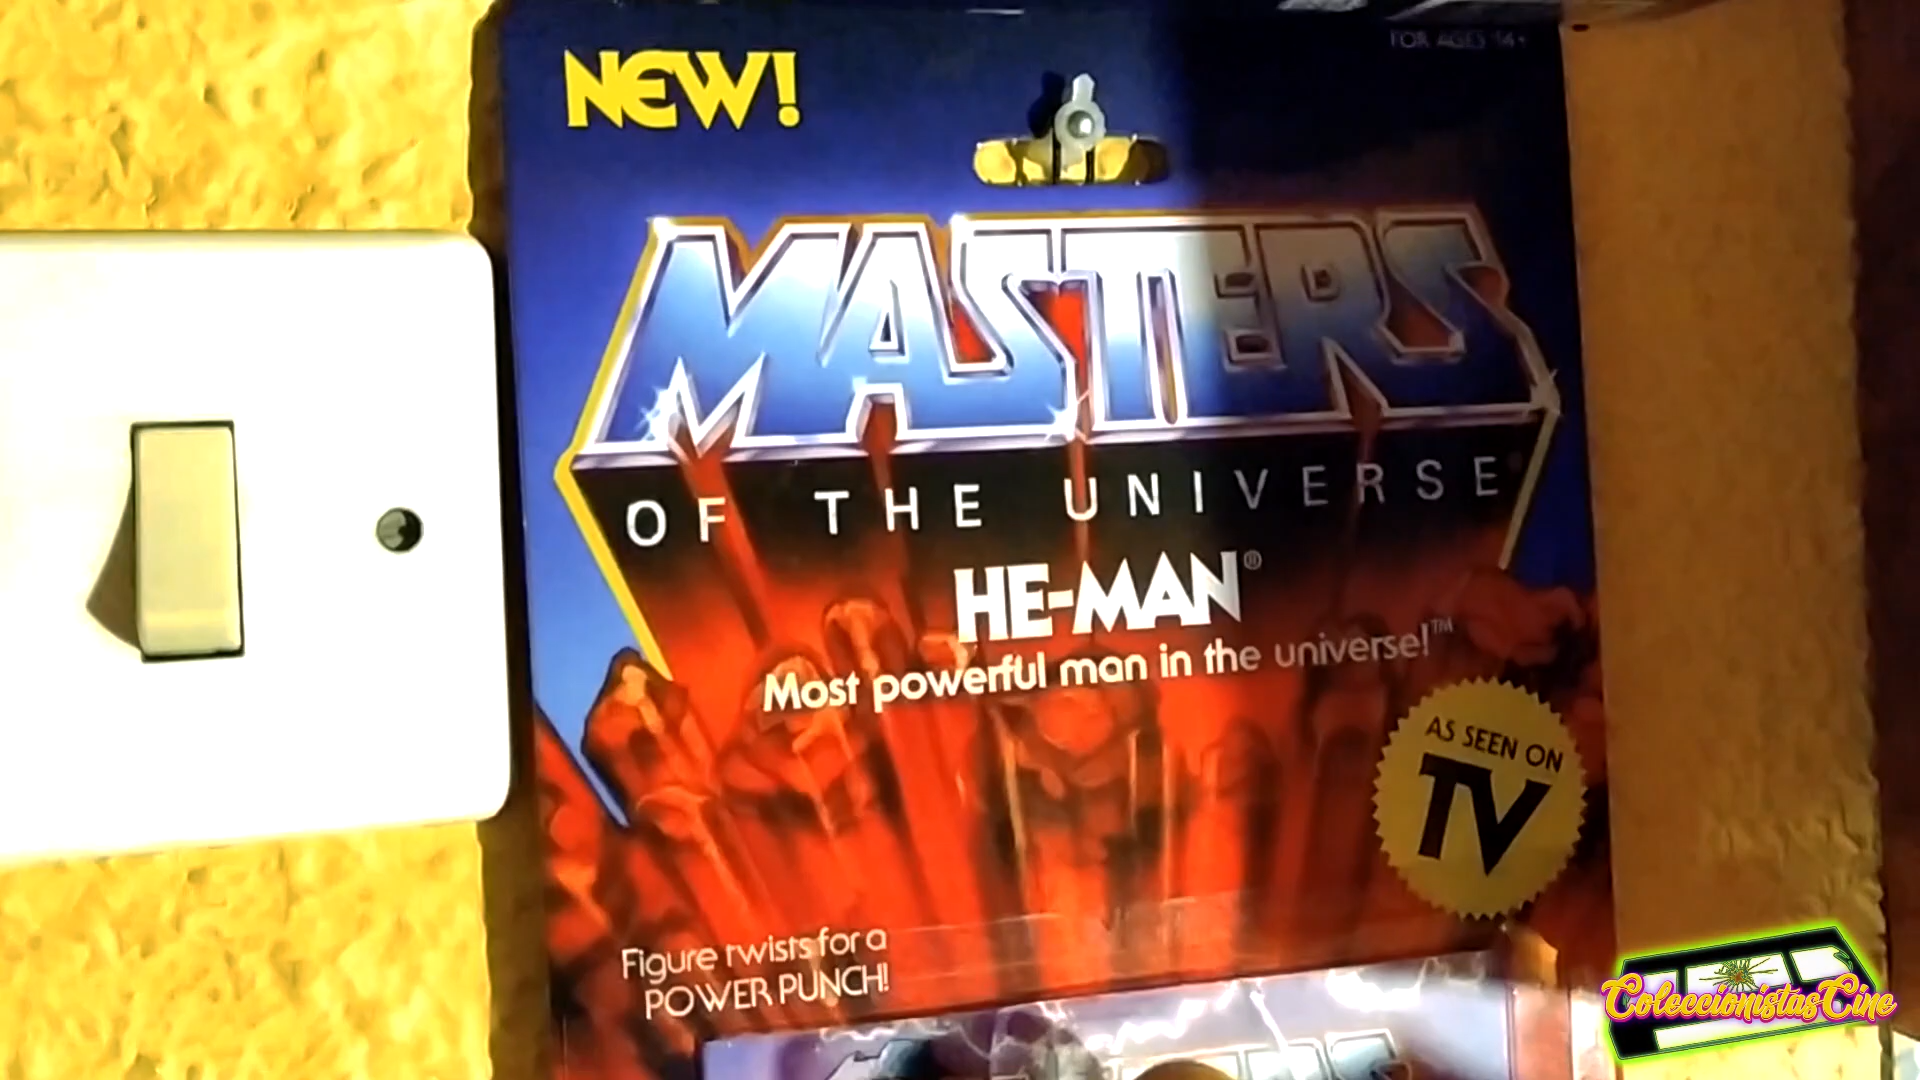 NEW!
FOR AGES 14+
MASTERS
OF THE UNIVERSE
HE-MAN®
Most powerful man in the universe!™
AS SEEN ON
TV
Figure twists for a
POWER PUNCH!
ColeccionistasCine